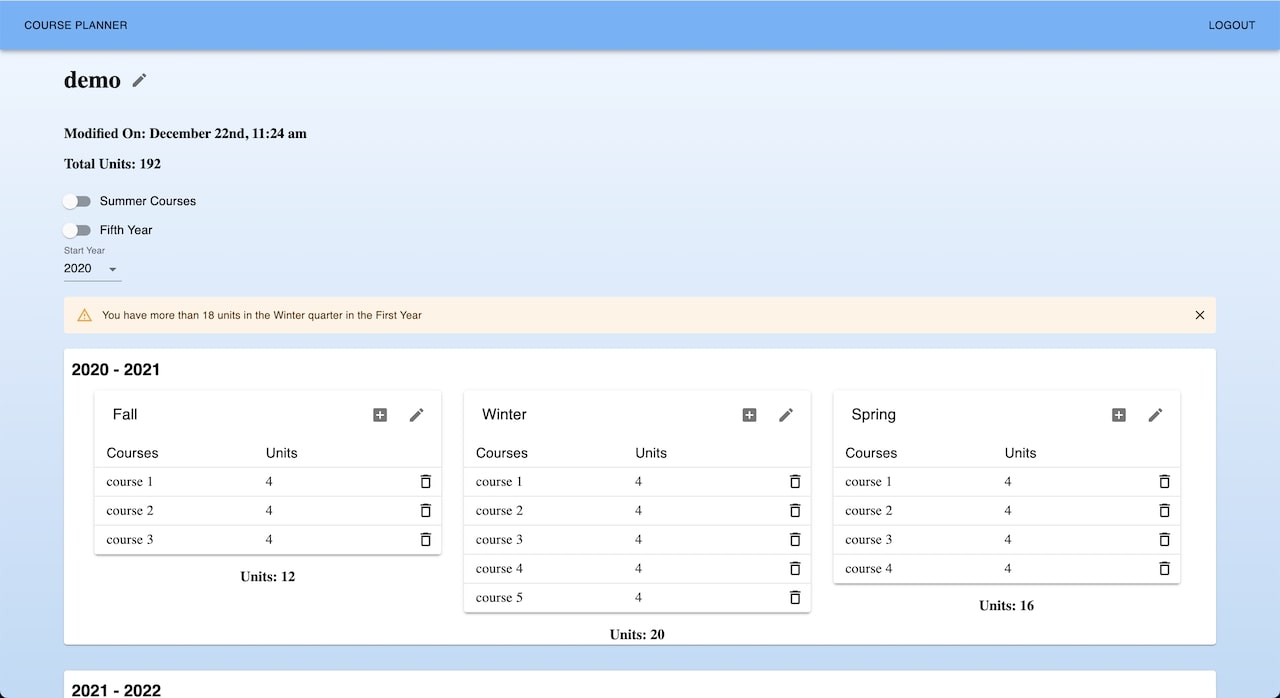 COURSE PLANNER LOGOUT
demo
Modified On: December 22nd, 11:24 am
Total Units: 192
Summer Courses
Fifth Year
Start Year
2020
You have more than 18 units in the Winter quarter in the First Year
2020 - 2021
Fall
Courses Units
course 1 4
course 2 4
course 3 4
Units: 12
Winter
Courses Units
course 1 4
course 2 4
course 3 4
course 4 4
course 5 4
Units: 20
Spring
Courses Units
course 1 4
course 2 4
course 3 4
course 4 4
Units: 16
2021 - 2022